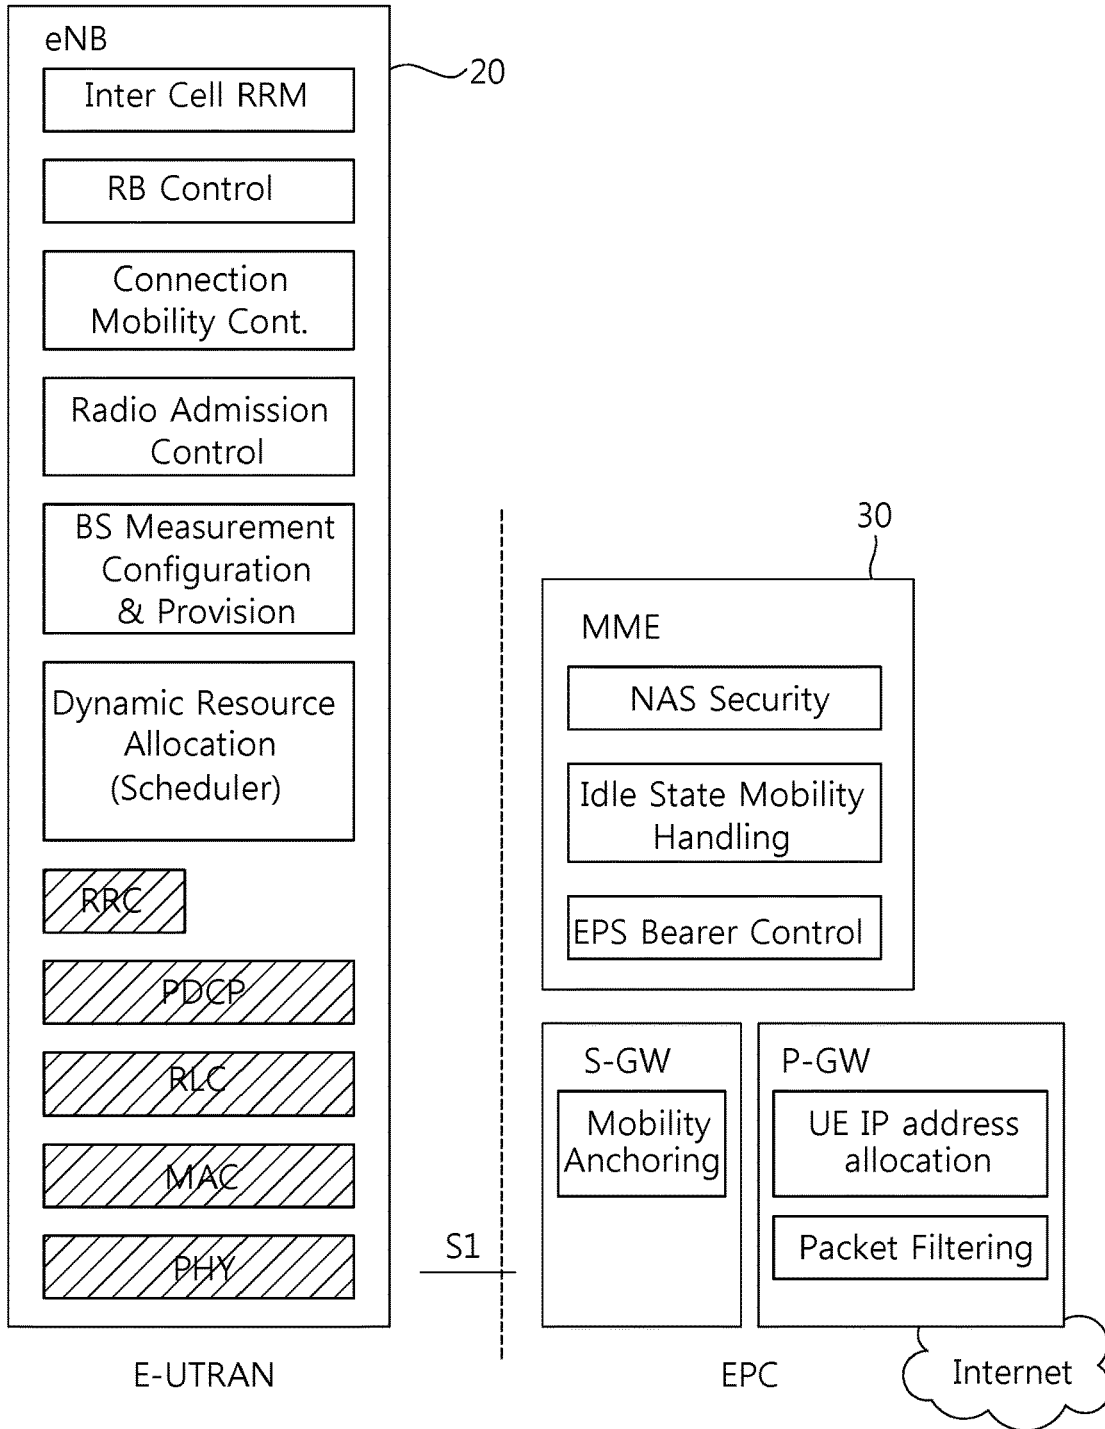 eNB
20
Inter Cell RRM
RB Control
Connection
Mobility Cont.
Radio Admission
Control
BS Measurement
Configuration
& Provision
Dynamic Resource
Allocation
(Scheduler)
RRC
PDCP
RLC
MAC
PHY
S1
30
MME
NAS Security
Idle State Mobility
Handling
EPS Bearer Control
S-GW
Mobility
Anchoring
P-GW
UE IP address
allocation
Packet Filtering
E-UTRAN
EPC
Internet